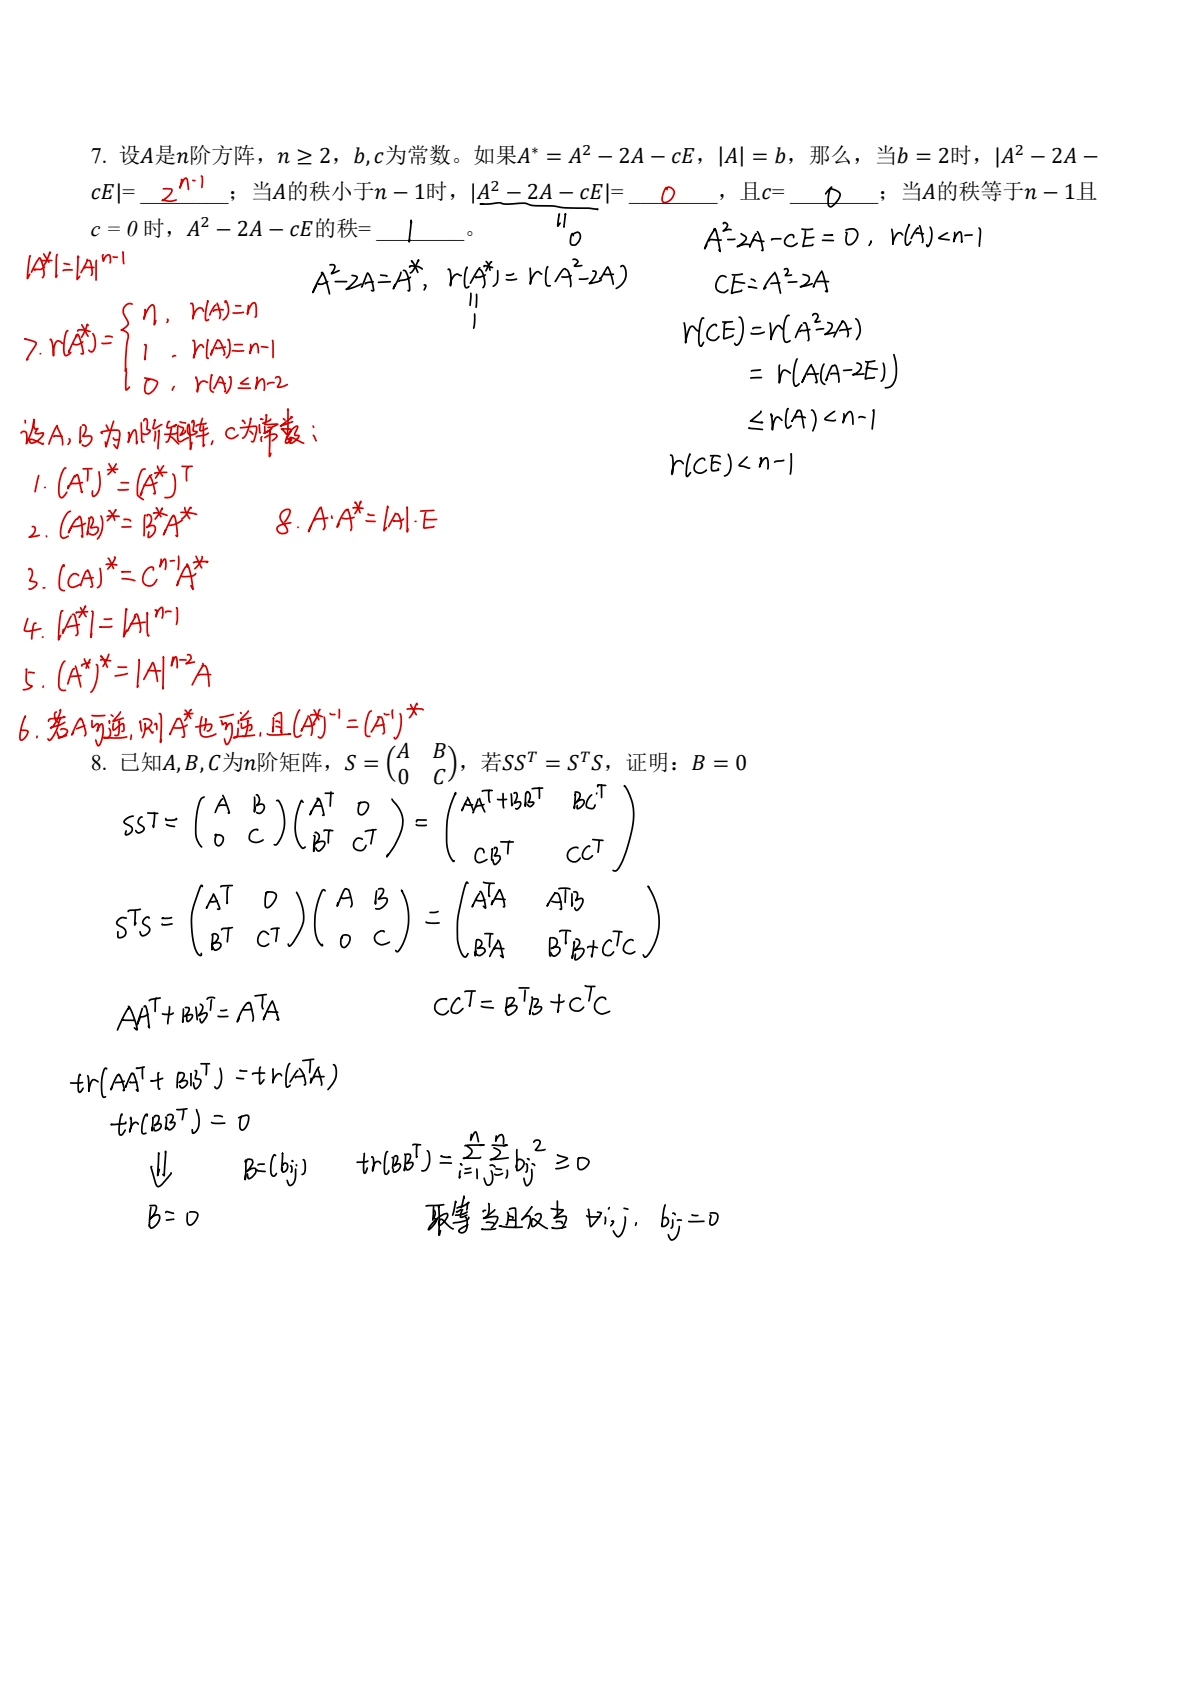 7. 设A是n阶方阵，n ≥ 2，b, c为常数。如果A* = A² − 2A − cE，|A| = b，那么，当b = 2时，|A² − 2A −
cE|= 2ⁿ⁻¹ ；当A的秩小于n − 1时，|A² − 2A − cE|= 0 ，且c= 0 ；当A的秩等于n − 1且
c = 0 时，A² − 2A − cE的秩= 1 。
|| 0
A²-2A-CE=0, r(A)<n-1
|A*|=|A|ⁿ⁻¹
A²-2A=A*, r(A*)=r(A²-2A)
|| 1
CE=A²-2A
r(CE)=r(A²-2A)
=r(A(A-2E))
≤r(A)<n-1
r(CE)<n-1
7. r(A*)= { n, r(A)=n
1, r(A)=n-1
0, r(A)≤n-2
设A,B为n阶矩阵, C为常数;
1. (Aᵀ)*=(A*)ᵀ
2. (AB)*=B*A*
8. A·A*=|A|·E
3. (CA)*=Cⁿ⁻¹A*
4. |A*|=|A|ⁿ⁻¹
5. (A*)*=|A|ⁿ⁻²A
6. 若A可逆,则A*也可逆,且(A*)⁻¹=(A⁻¹)*
8. 已知A, B, C为n阶矩阵，S = (A B; 0 C)，若SSᵀ = SᵀS，证明：B = 0
SSᵀ= (A B; 0 C)(Aᵀ 0; Bᵀ Cᵀ) = (AAᵀ+BBᵀ BCᵀ; CBᵀ CCᵀ)
SᵀS= (Aᵀ 0; Bᵀ Cᵀ)(A B; 0 C) = (AᵀA AᵀB; BᵀA BᵀB+CᵀC)
AAᵀ+BBᵀ=AᵀA CCᵀ=BᵀB+CᵀC
tr(AAᵀ+BBᵀ)=tr(AᵀA)
tr(BBᵀ)=0
⇓ B=(bij) tr(BBᵀ)=∑ⁿᵢ₌₁∑ⁿⱼ₌₁bij²≥0
B=0 取等当且仅当 ∀i,j, bij=0